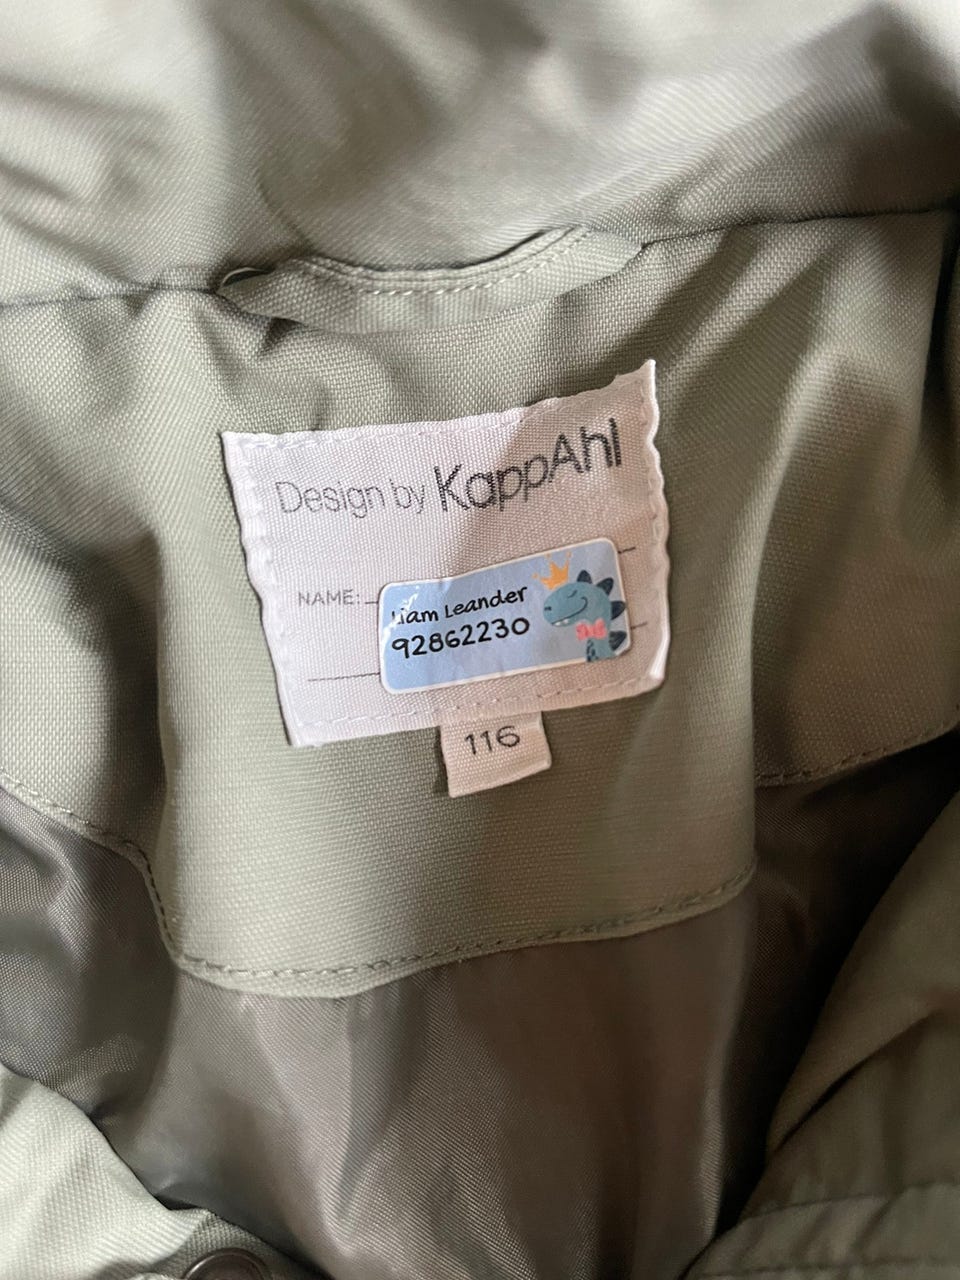 Design by KappAhl
NAME:
Liam Leander
92862230
116